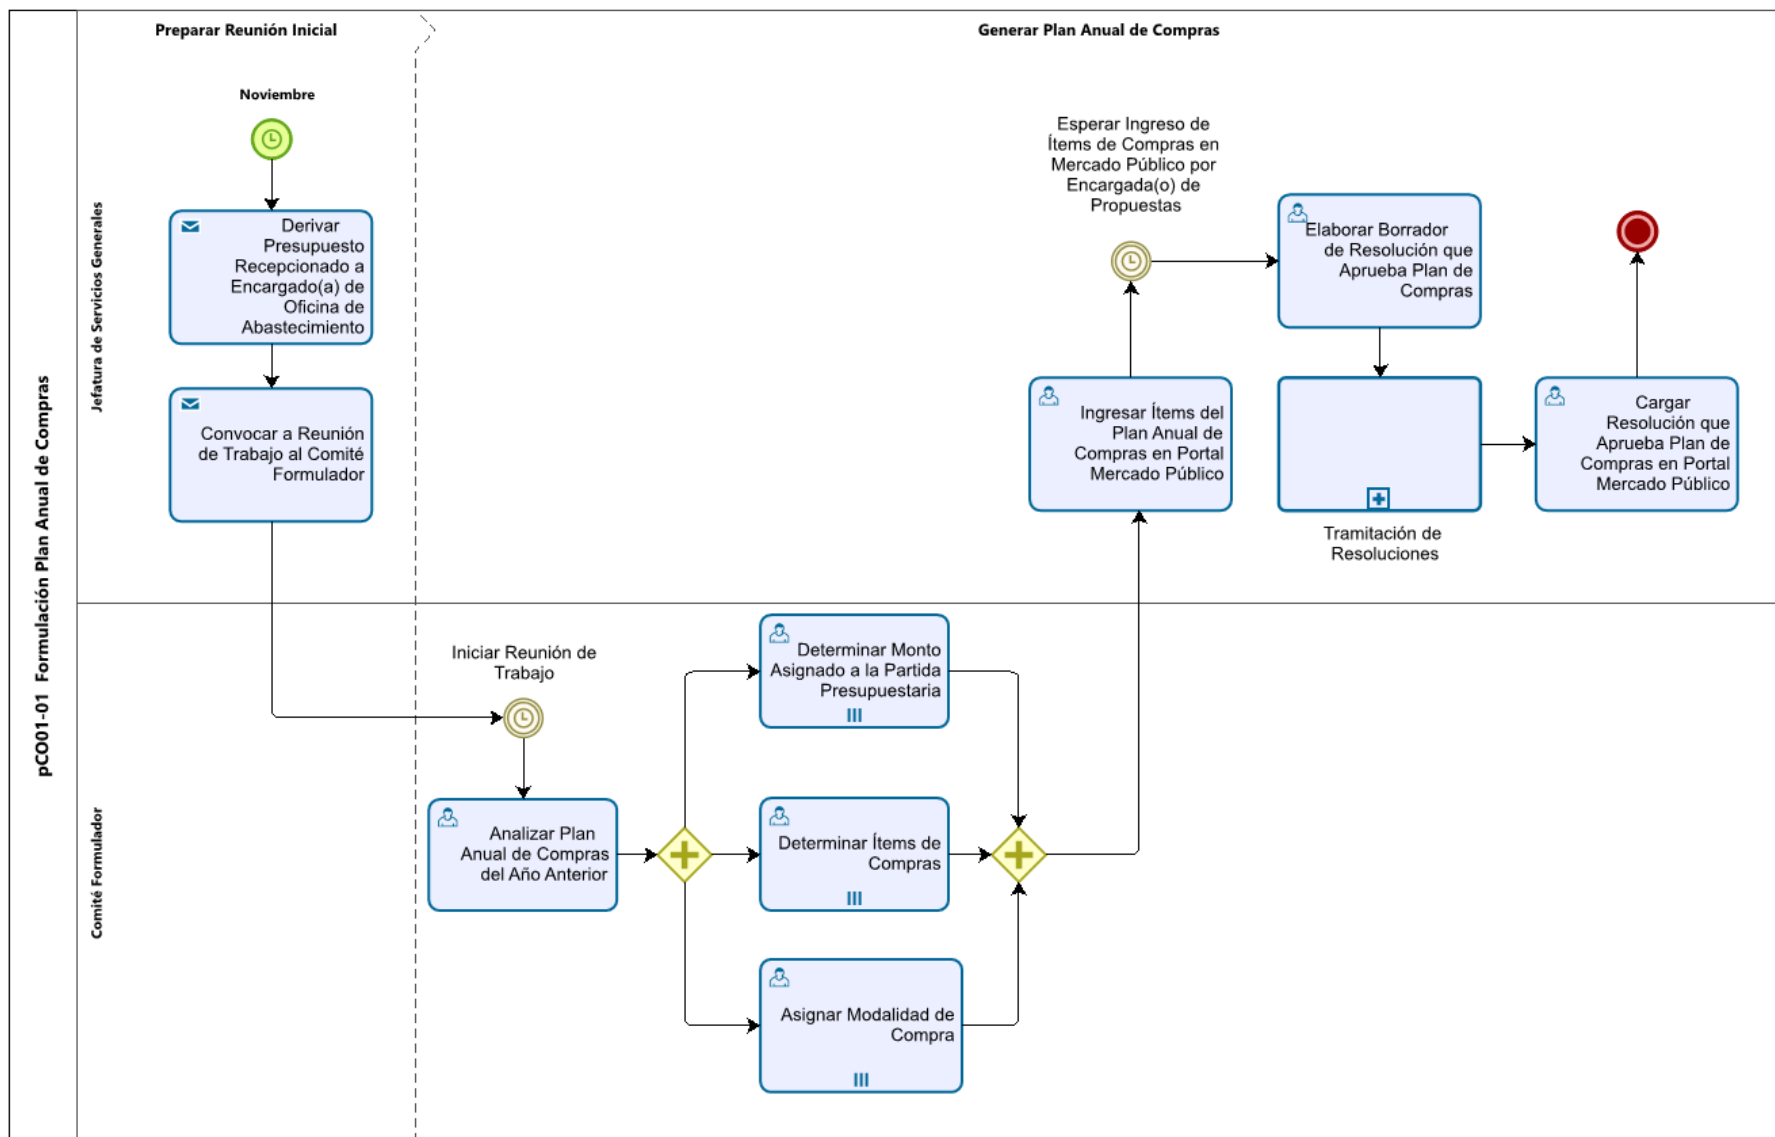 Preparar Reunión Inicial
Generar Plan Anual de Compras
pCO01-01 Formulación Plan Anual de Compras
Jefatura de Servicios Generales
Noviembre
Derivar
Presupuesto
Recepcionado a
Encargado(a) de
Oficina de
Abastecimiento
Convocar a Reunión
de Trabajo al Comité
Formulador
Esperar Ingreso de
Ítems de Compras en
Mercado Público por
Encargada(o) de
Propuestas
Elaborar Borrador
de Resolución que
Aprueba Plan de
Compras
Ingresar Ítems del
Plan Anual de
Compras en Portal
Mercado Público
Tramitación de
Resoluciones
Cargar
Resolución que
Aprueba Plan de
Compras en Portal
Mercado Público
Comité Formulador
Iniciar Reunión de
Trabajo
Analizar Plan
Anual de Compras
del Año Anterior
Determinar Monto
Asignado a la Partida
Presupuestaria
Determinar Ítems de
Compras
Asignar Modalidad de
Compra